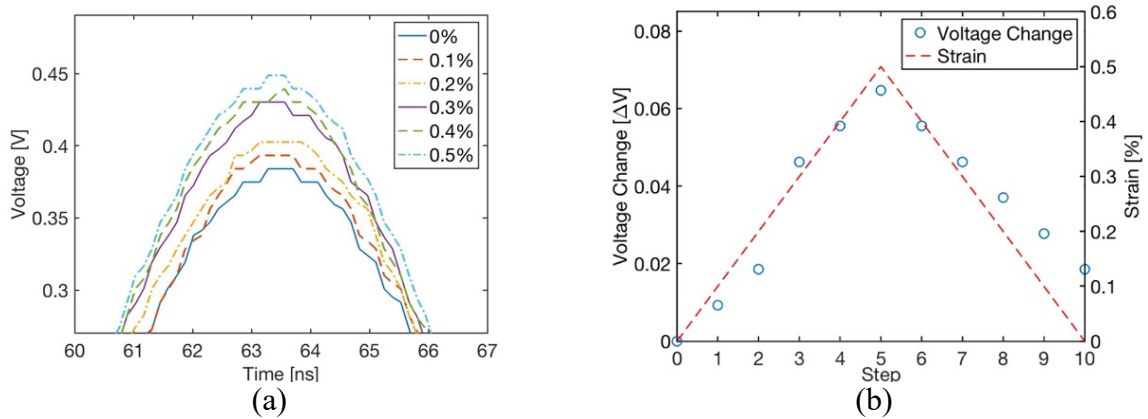 0%
0.1%
0.2%
0.3%
0.4%
0.5%
0.45
0.4
0.35
0.3
Voltage [V]
60 61 62 63 64 65 66 67
Time [ns]
(a)
Voltage Change
Strain
0.08
0.06
0.04
0.02
0
Voltage Change [ΔV]
0.6
0.5
0.4
0.3
0.2
0.1
0
Strain [%]
0 1 2 3 4 5 6 7 8 9 10
Step
(b)